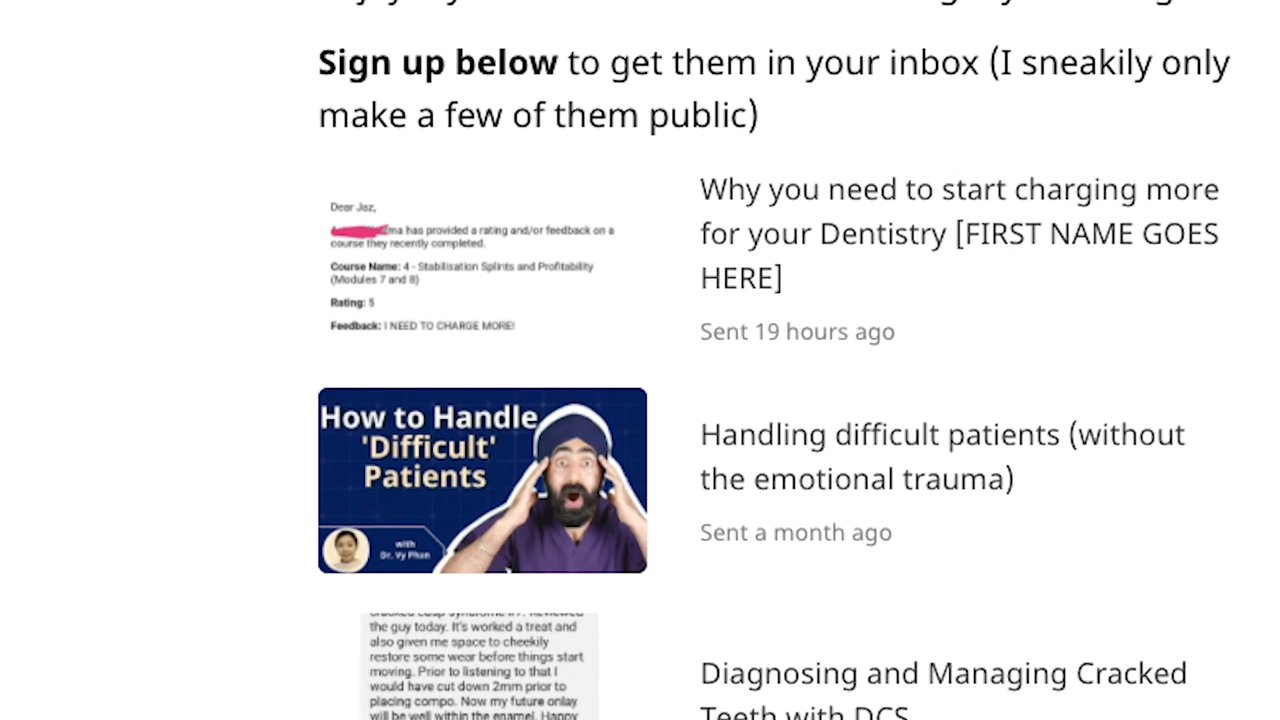 Sign up below to get them in your inbox (I sneakily only
make a few of them public)
Dear Jaz,
ma has provided a rating and/or feedback on a
course they recently completed.
Course Name: 4 - Stabilisation Splints and Profitability
(Modules 7 and 8)
Rating: 5
Feedback: I NEED TO CHARGE MORE!
Why you need to start charging more
for your Dentistry [FIRST NAME GOES
HERE]
Sent 19 hours ago
How to Handle
'Difficult'
Patients
with
Dr. Vy Phan
Handling difficult patients (without
the emotional trauma)
Sent a month ago
the guy today. It's worked a treat and
also given me space to cheekily
restore some wear before things start
moving. Prior to listening to that I
would have cut down 2mm prior to
placing compo. Now my future onlay
will be well within the enamel. Happy
Diagnosing and Managing Cracked
Teeth with DCS